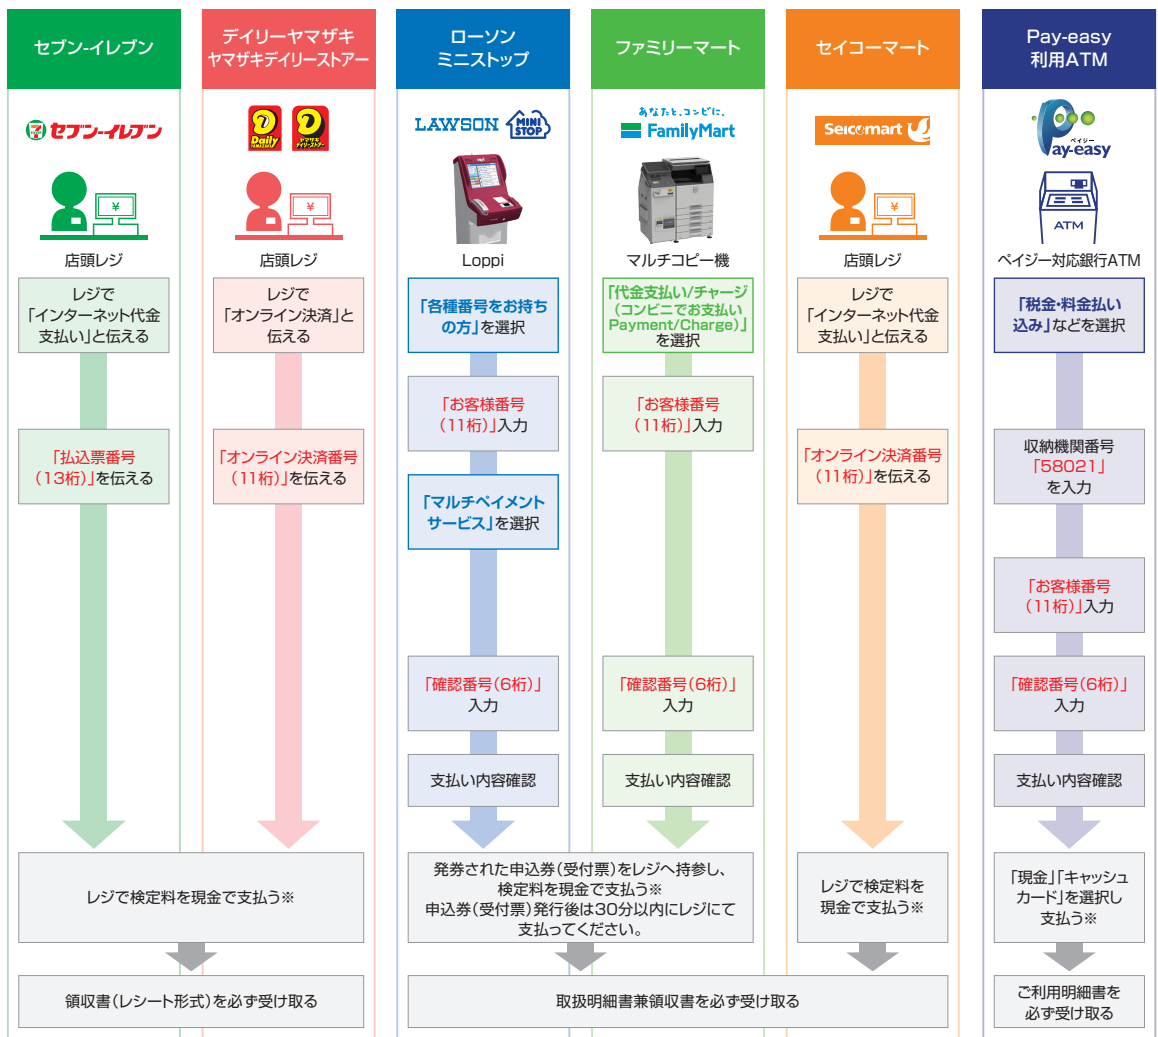 セブン-イレブン
セブン-イレブン
¥
店頭レジ
レジで
「インターネット代金
支払い」と伝える
「払込票番号
(13桁)」を伝える
デイリーヤマザキ
ヤマザキデイリーストアー
Daily
YAMAZAKI
ヤマザキ
デイリーストアー
¥
店頭レジ
レジで
「オンライン決済」と
伝える
「オンライン決済番号
(11桁)」を伝える
レジで検定料を現金で支払う※
領収書(レシート形式)を必ず受け取る
ローソン
ミニストップ
LAWSON
MINI
STOP
Loppi
「各種番号をお持ち
の方」を選択
「お客様番号
(11桁)」入力
「マルチペイメント
サービス」を選択
「確認番号(6桁)」
入力
支払い内容確認
ファミリーマート
あなたと、コンビに、
FamilyMart
マルチコピー機
「代金支払い/チャージ
(コンビニでお支払い
Payment/Charge)」
を選択
「お客様番号
(11桁)」入力
「確認番号(6桁)」
入力
支払い内容確認
発券された申込券(受付票)をレジへ持参し、
検定料を現金で支払う※
申込券(受付票)発行後は30分以内にレジにて
支払ってください。
セイコーマート
Seicomart
¥
店頭レジ
レジで
「インターネット代金
支払い」と伝える
「オンライン決済番号
(11桁)」を伝える
レジで検定料を
現金で支払う※
取扱明細書兼領収書を必ず受け取る
Pay-easy
利用ATM
ペイジー
Pay-easy
ATM
ペイジー対応銀行ATM
「税金・料金払い
込み」などを選択
収納機関番号
「58021」
を入力
「お客様番号
(11桁)」入力
「確認番号(6桁)」
入力
支払い内容確認
「現金」「キャッシュ
カード」を選択し
支払う※
ご利用明細書を
必ず受け取る